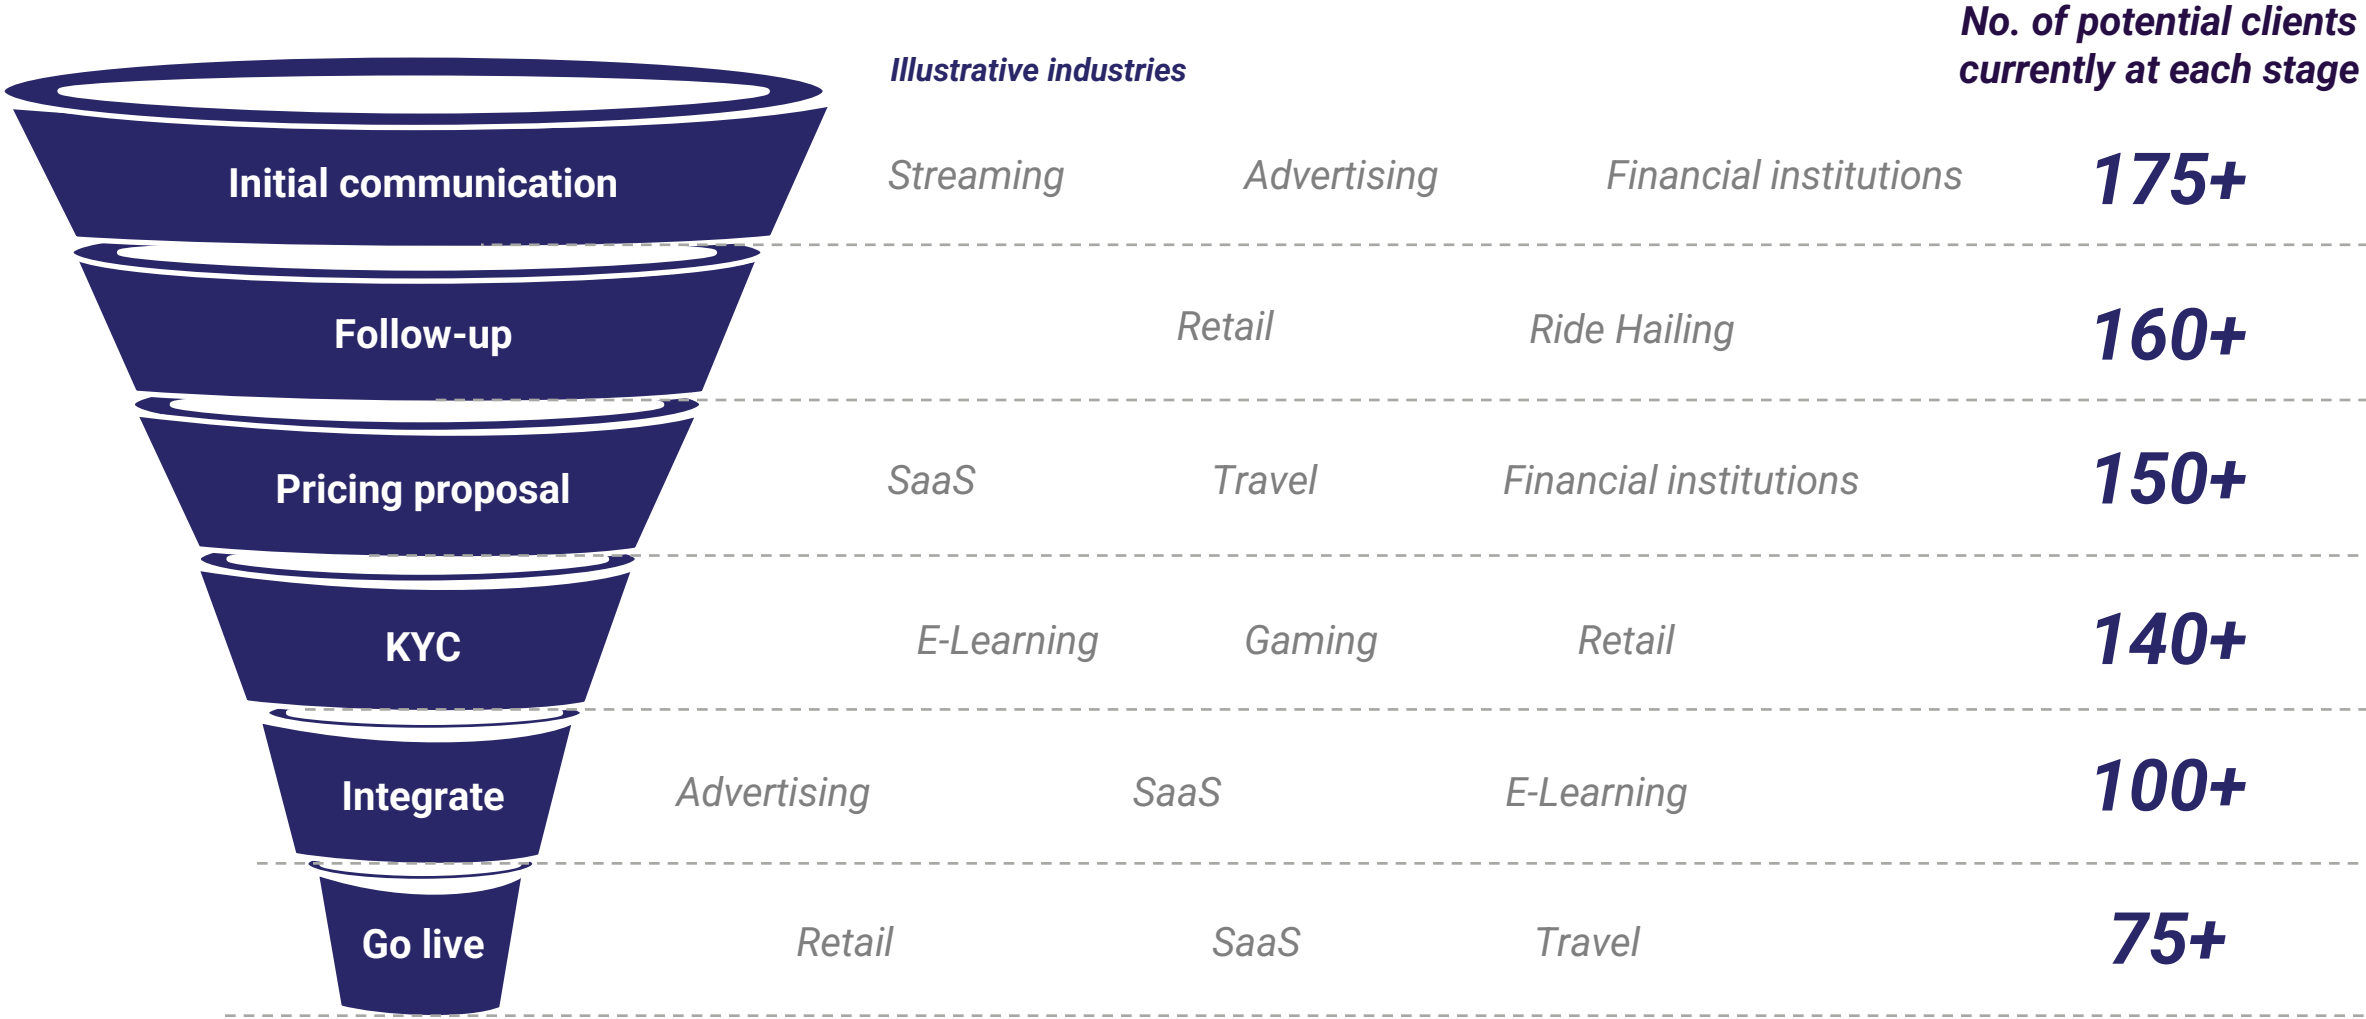 No. of potential clients
currently at each stage
Illustrative industries
Initial communication Streaming Advertising Financial institutions 175+
Follow-up Retail Ride Hailing 160+
Pricing proposal SaaS Travel Financial institutions 150+
KYC E-Learning Gaming Retail 140+
Integrate Advertising SaaS E-Learning 100+
Go live Retail SaaS Travel 75+